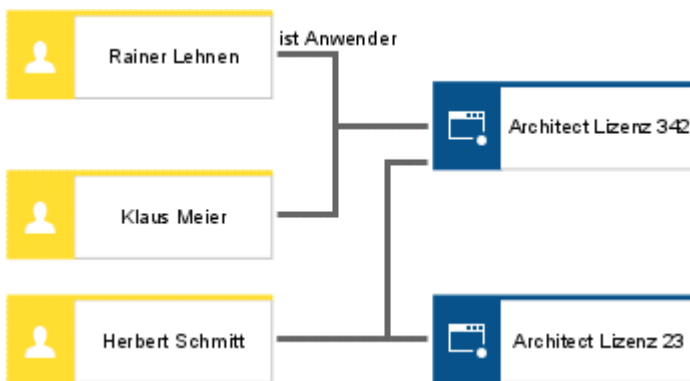 Rainer Lehnen
ist Anwender
Architect Lizenz 342
Klaus Meier
Herbert Schmitt
Architect Lizenz 23